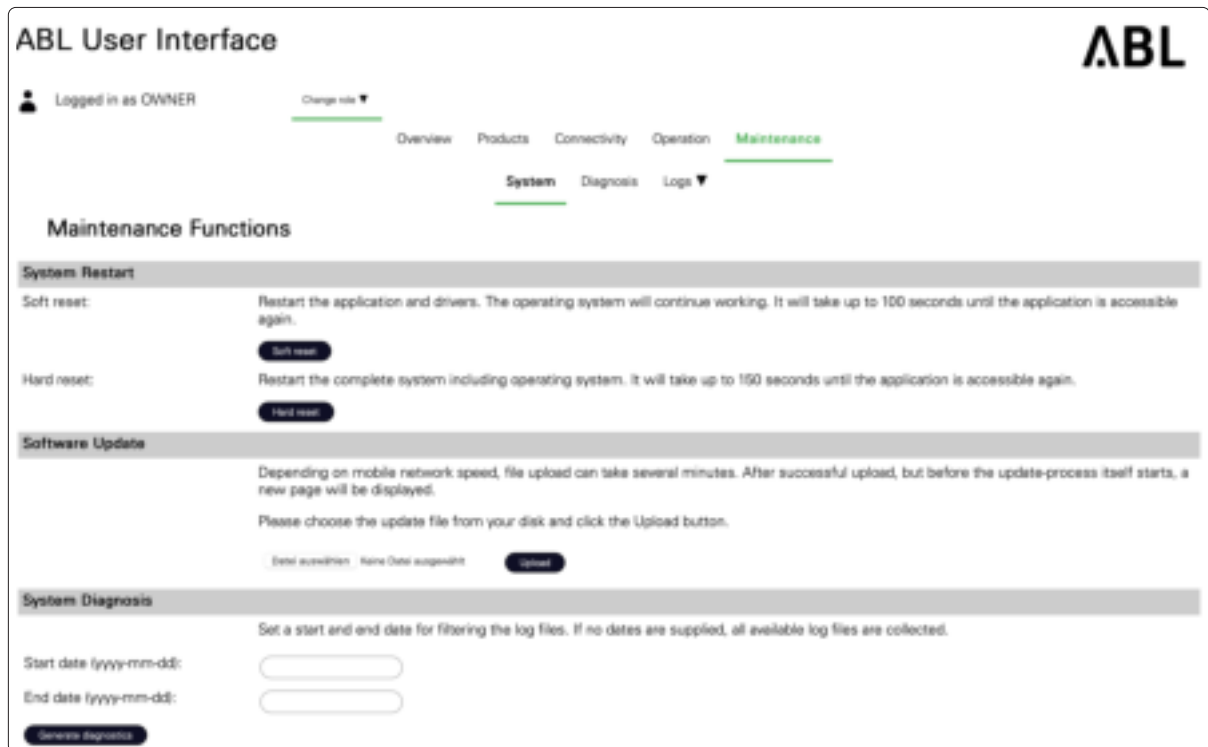 ABL User Interface
ABL
Logged in as OWNER
Change role ▼
Overview Products Connectivity Operation Maintenance
System Diagnosis Logs ▼
Maintenance Functions
System Restart
Soft reset: Restart the application and drivers. The operating system will continue working. It will take up to 100 seconds until the application is accessible
again.
Soft reset
Hard reset: Restart the complete system including operating system. It will take up to 150 seconds until the application is accessible again.
Hard reset
Software Update
Depending on mobile network speed, file upload can take several minutes. After successful upload, but before the update-process itself starts, a
new page will be displayed.
Please choose the update file from your disk and click the Upload button.
Datei auswählen Keine Datei ausgewählt Upload
System Diagnosis
Set a start and end date for filtering the log files. If no dates are supplied, all available log files are collected.
Start date (yyyy-mm-dd):
End date (yyyy-mm-dd):
Generate diagnostics